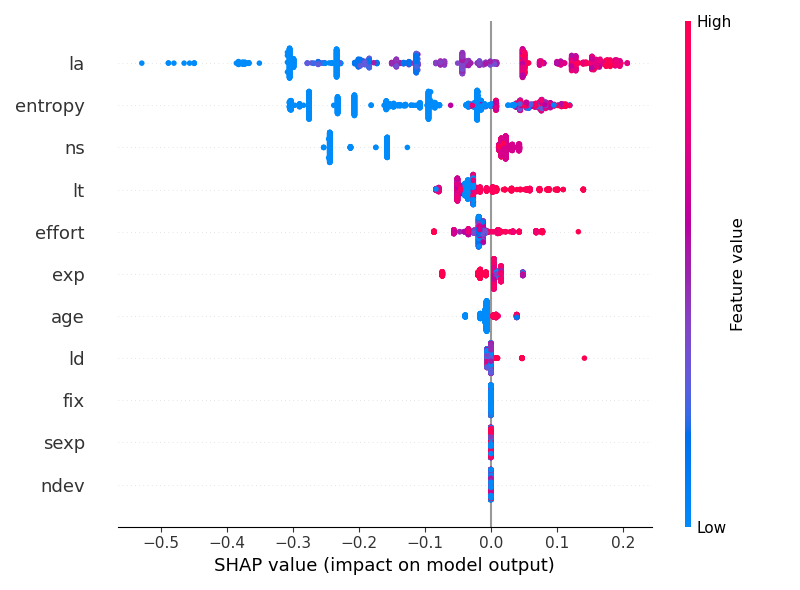 High
la
entropy
ns
lt
effort
exp
age
ld
fix
sexp
ndev
Feature value
Low
−0.5 −0.4 −0.3 −0.2 −0.1 0.0 0.1 0.2
SHAP value (impact on model output)